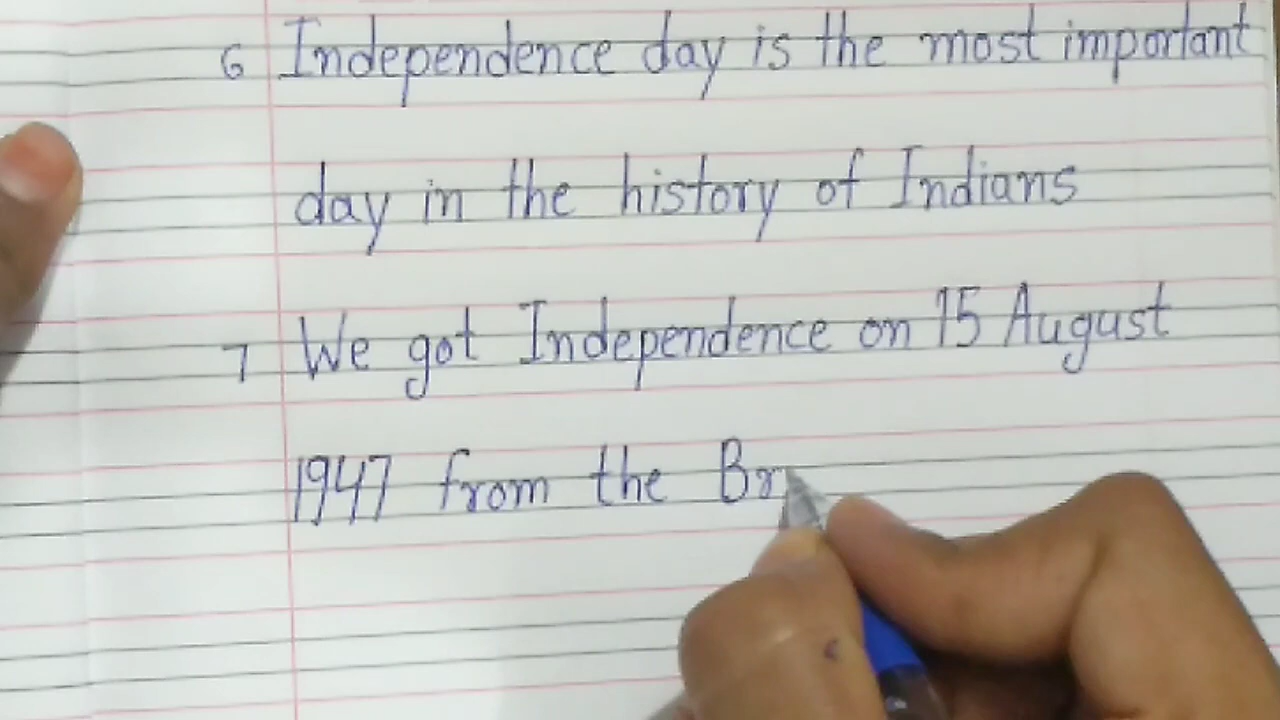 6 Independence day is the most important
day in the history of Indians
7 We got Independence on 15 August
1947 from the Br